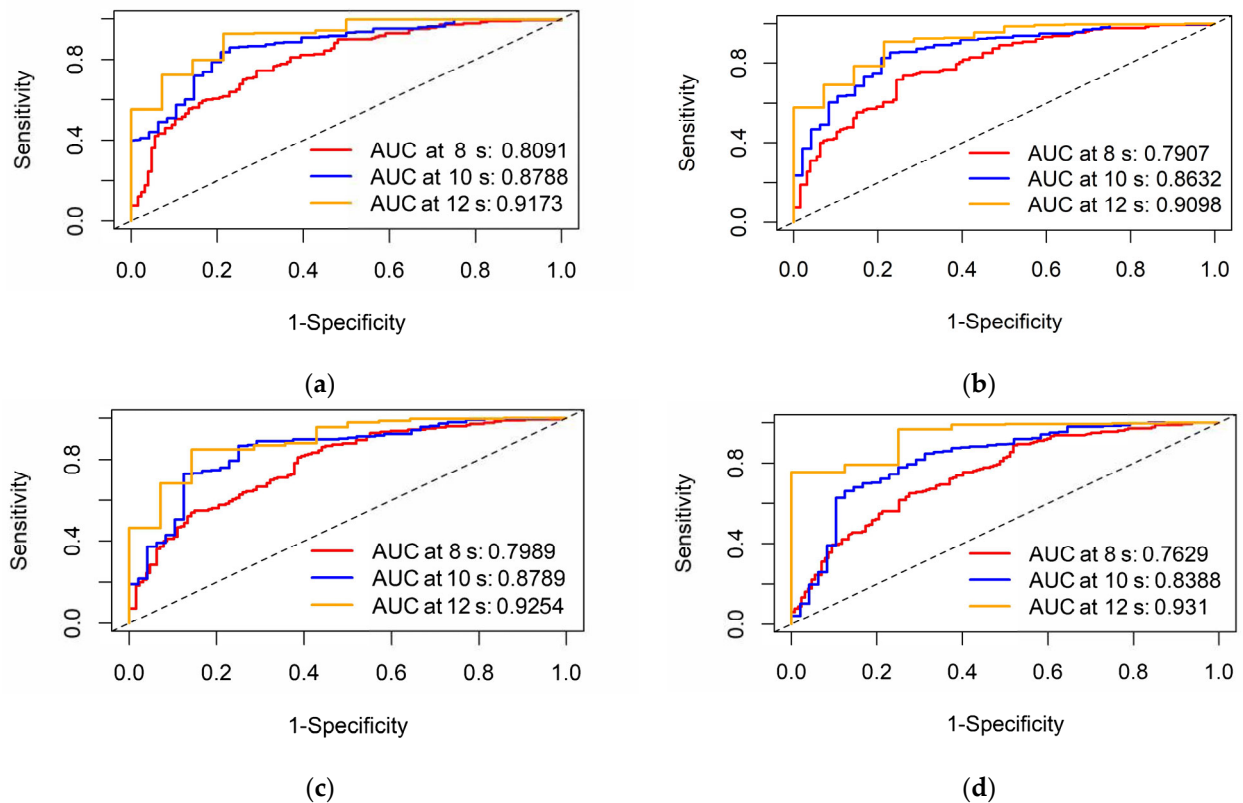 Sensitivity
0.0 0.4 0.8
AUC at 8 s: 0.8091
AUC at 10 s: 0.8788
AUC at 12 s: 0.9173
0.0 0.2 0.4 0.6 0.8 1.0
1-Specificity
(a)
Sensitivity
0.0 0.4 0.8
AUC at 8 s: 0.7907
AUC at 10 s: 0.8632
AUC at 12 s: 0.9098
0.0 0.2 0.4 0.6 0.8 1.0
1-Specificity
(b)
Sensitivity
0.0 0.4 0.8
AUC at 8 s: 0.7989
AUC at 10 s: 0.8789
AUC at 12 s: 0.9254
0.0 0.2 0.4 0.6 0.8 1.0
1-Specificity
(c)
Sensitivity
0.0 0.4 0.8
AUC at 8 s: 0.7629
AUC at 10 s: 0.8388
AUC at 12 s: 0.931
0.0 0.2 0.4 0.6 0.8 1.0
1-Specificity
(d)